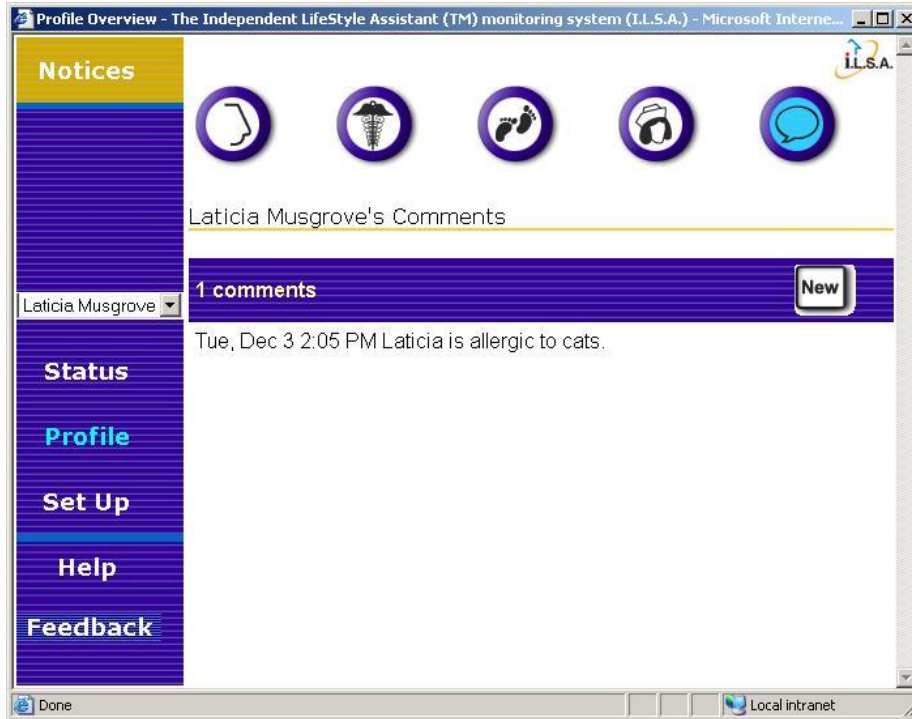 Profile Overview - The Independent LifeStyle Assistant (TM) monitoring system (I.L.S.A.) - Microsoft Interne...
Notices
i.L.S.A.
Laticia Musgrove's Comments
1 comments
New
Laticia Musgrove
Tue, Dec 3 2:05 PM Laticia is allergic to cats.
Status
Profile
Set Up
Help
Feedback
Done
Local intranet